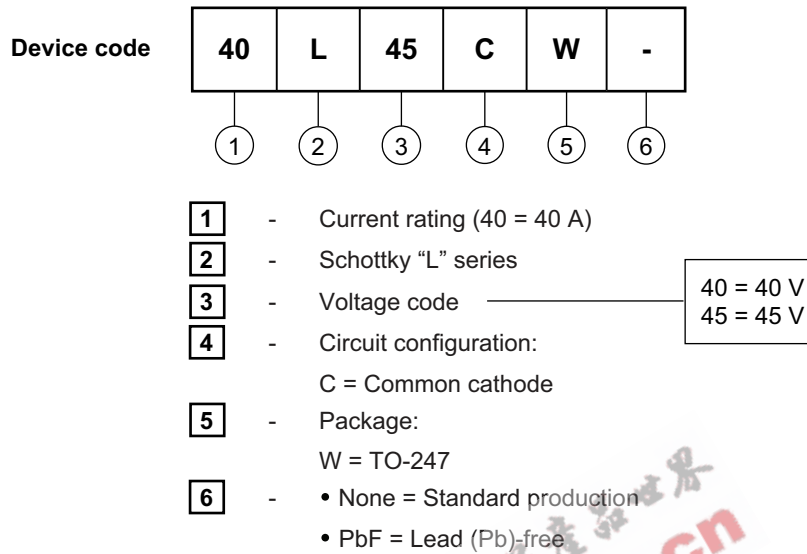 Device code 40 L 45 C W -
1 2 3 4 5 6
1 - Current rating (40 = 40 A)
2 - Schottky “L” series
3 - Voltage code
40 = 40 V
45 = 45 V
4 - Circuit configuration:
C = Common cathode
5 - Package:
W = TO-247
6 - • None = Standard production
• PbF = Lead (Pb)-free